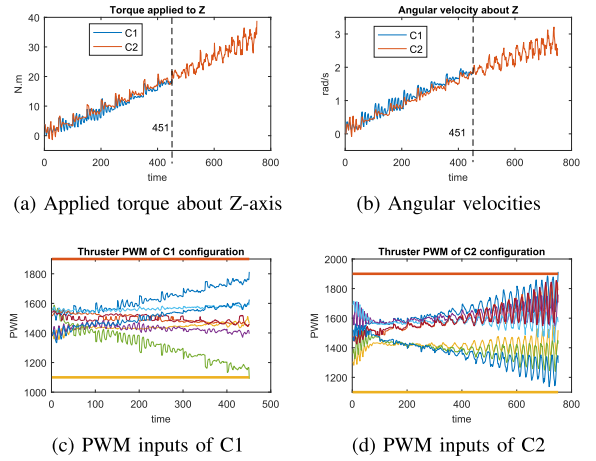 Torque applied to Z
Angular velocity about Z
40
30
20
10
0
N.m
C1
C2
451
0 200 400 600 800
time
3
2
1
0
rad/s
C1
C2
451
0 200 400 600 800
time
(a) Applied torque about Z-axis
(b) Angular velocities
Thruster PWM of C1 configuration
Thruster PWM of C2 configuration
1800
1600
1400
1200
1000
PWM
0 100 200 300 400 500
time
2000
1800
1600
1400
1200
PWM
0 200 400 600 800
time
(c) PWM inputs of C1
(d) PWM inputs of C2